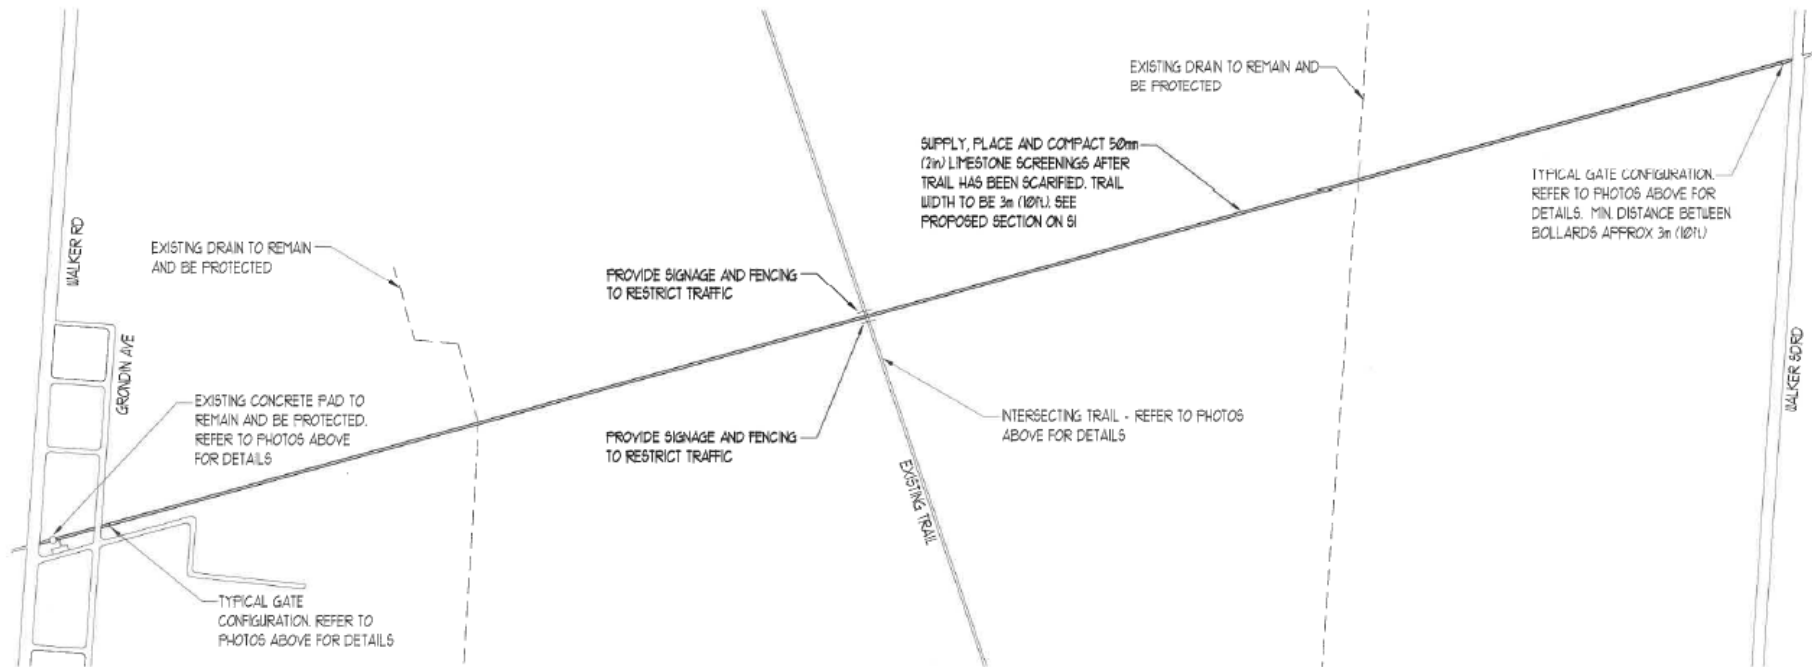 EXISTING DRAIN TO REMAIN AND
BE PROTECTED
SUPPLY, PLACE AND COMPACT 50mm
(2in) LIMESTONE SCREENINGS AFTER
TRAIL HAS BEEN SCARIFIED. TRAIL
WIDTH TO BE 3m (10ft). SEE
PROPOSED SECTION ON S1
TYPICAL GATE CONFIGURATION.
REFER TO PHOTOS ABOVE FOR
DETAILS. MIN. DISTANCE BETWEEN
BOLLARDS APPROX 3m (10ft)
WALKER RD
EXISTING DRAIN TO REMAIN
AND BE PROTECTED
PROVIDE SIGNAGE AND FENCING
TO RESTRICT TRAFFIC
GRONDIN AVE
WALKER SDRD
EXISTING CONCRETE PAD TO
REMAIN AND BE PROTECTED.
REFER TO PHOTOS ABOVE
FOR DETAILS
PROVIDE SIGNAGE AND FENCING
TO RESTRICT TRAFFIC
INTERSECTING TRAIL - REFER TO PHOTOS
ABOVE FOR DETAILS
EXISTING TRAIL
TYPICAL GATE
CONFIGURATION. REFER TO
PHOTOS ABOVE FOR DETAILS